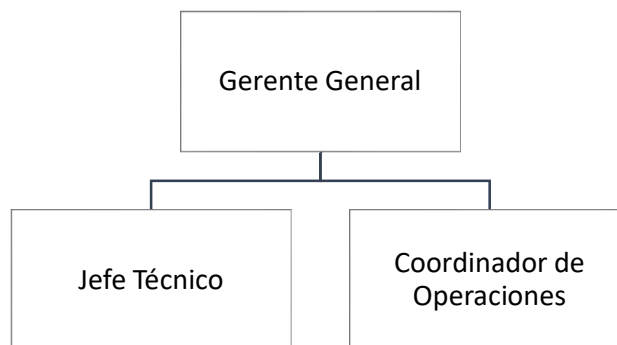 Gerente General
Jefe Técnico
Coordinador de
Operaciones